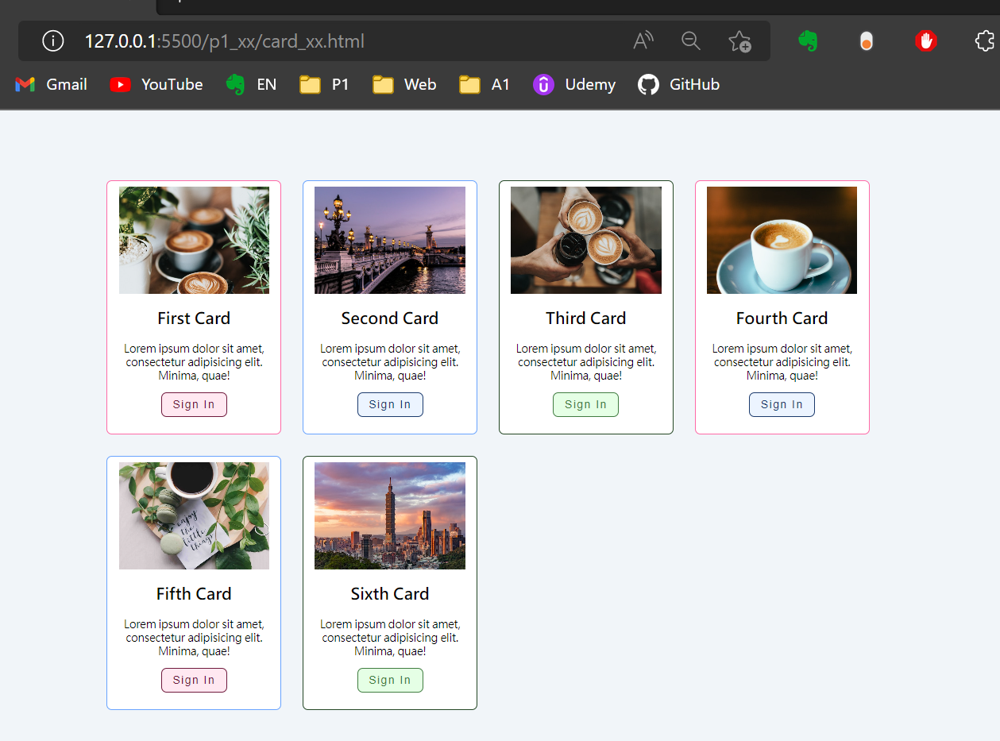 127.0.0.1:5500/p1_xx/card_xx.html
Gmail YouTube EN P1 Web A1 Udemy GitHub
First Card
Lorem ipsum dolor sit amet,
consectetur adipisicing elit.
Minima, quae!
Sign In
Second Card
Lorem ipsum dolor sit amet,
consectetur adipisicing elit.
Minima, quae!
Sign In
Third Card
Lorem ipsum dolor sit amet,
consectetur adipisicing elit.
Minima, quae!
Sign In
Fourth Card
Lorem ipsum dolor sit amet,
consectetur adipisicing elit.
Minima, quae!
Sign In
enjoy
the
little
things
Fifth Card
Lorem ipsum dolor sit amet,
consectetur adipisicing elit.
Minima, quae!
Sign In
Sixth Card
Lorem ipsum dolor sit amet,
consectetur adipisicing elit.
Minima, quae!
Sign In